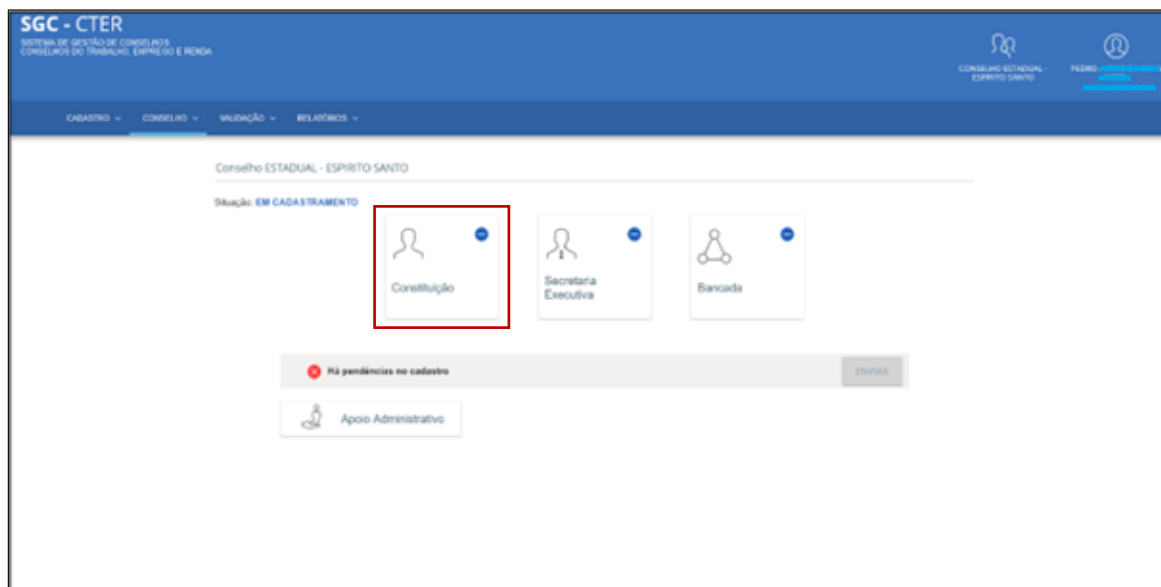 SGC - CTER
SISTEMA DE GESTÃO DE CONSELHOS
CONSELHOS DO TRABALHO, EMPREGO E RENDA
CONSELHO ESTADUAL -
ESPIRITO SANTO
PEDRO
CADASTRO CONSELHO VALIDAÇÃO RELATÓRIOS
Conselho ESTADUAL - ESPIRITO SANTO
Situação: EM CADASTRAMENTO
Constituição
Secretaria
Executiva
Bancada
Há pendências no cadastro
ENVIAR
Apoio Administrativo